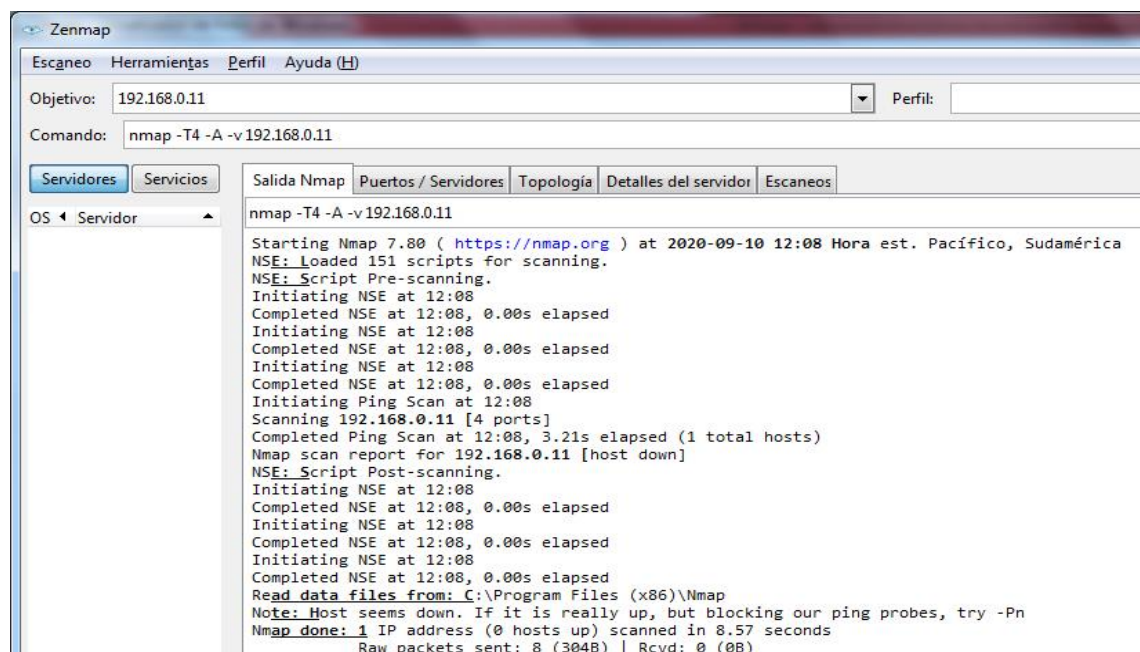 Zenmap
Escaneo Herramientas Perfil Ayuda (H)
Objetivo: 192.168.0.11 Perfil:
Comando: nmap -T4 -A -v 192.168.0.11
Servidores Servicios Salida Nmap Puertos / Servidores Topología Detalles del servidor Escaneos
OS Servidor nmap -T4 -A -v 192.168.0.11
Starting Nmap 7.80 ( https://nmap.org ) at 2020-09-10 12:08 Hora est. Pacífico, Sudamérica
NSE: Loaded 151 scripts for scanning.
NSE: Script Pre-scanning.
Initiating NSE at 12:08
Completed NSE at 12:08, 0.00s elapsed
Initiating NSE at 12:08
Completed NSE at 12:08, 0.00s elapsed
Initiating NSE at 12:08
Completed NSE at 12:08, 0.00s elapsed
Initiating Ping Scan at 12:08
Scanning 192.168.0.11 [4 ports]
Completed Ping Scan at 12:08, 3.21s elapsed (1 total hosts)
Nmap scan report for 192.168.0.11 [host down]
NSE: Script Post-scanning.
Initiating NSE at 12:08
Completed NSE at 12:08, 0.00s elapsed
Initiating NSE at 12:08
Completed NSE at 12:08, 0.00s elapsed
Initiating NSE at 12:08
Completed NSE at 12:08, 0.00s elapsed
Read data files from: C:\Program Files (x86)\Nmap
Note: Host seems down. If it is really up, but blocking our ping probes, try -Pn
Nmap done: 1 IP address (0 hosts up) scanned in 8.57 seconds
Raw packets sent: 8 (304B) | Rcvd: 0 (0B)